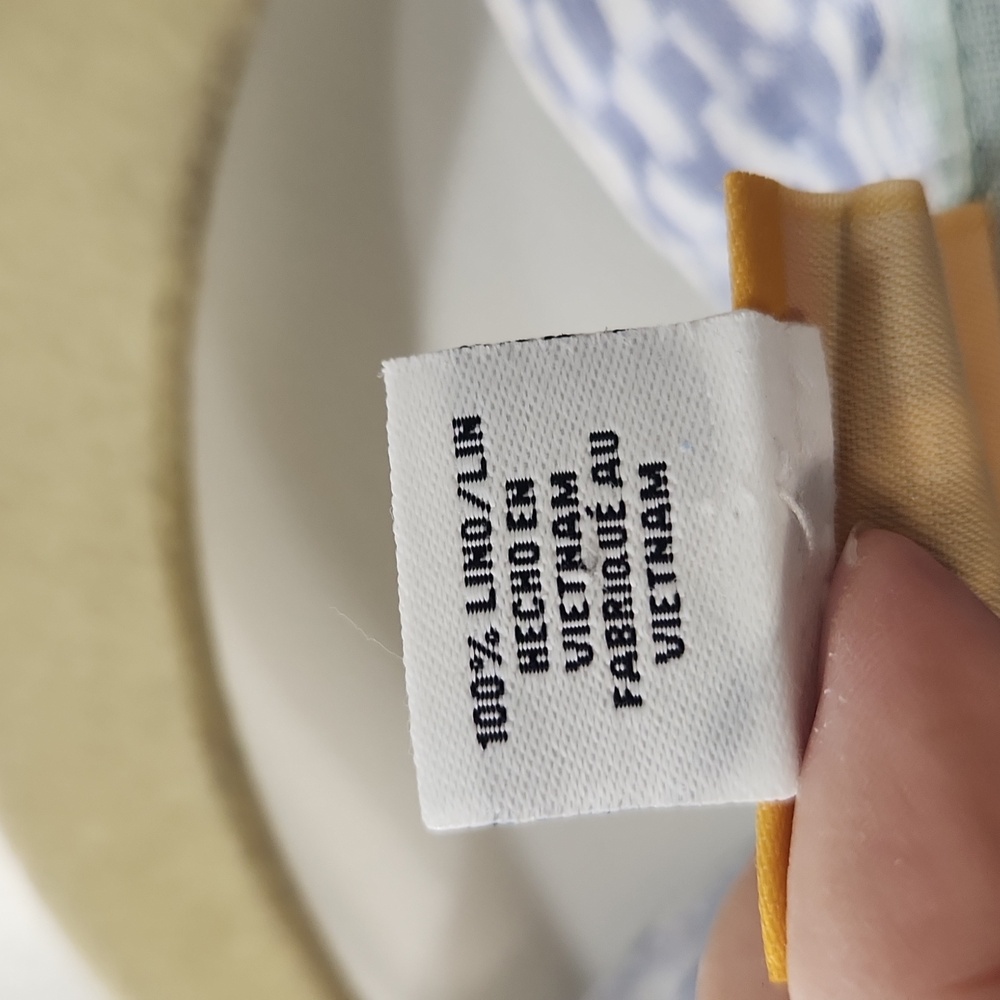 100% LINO/LIN
HECHO EN
VIETNAM
FABRIQUÉ AU
VIETNAM